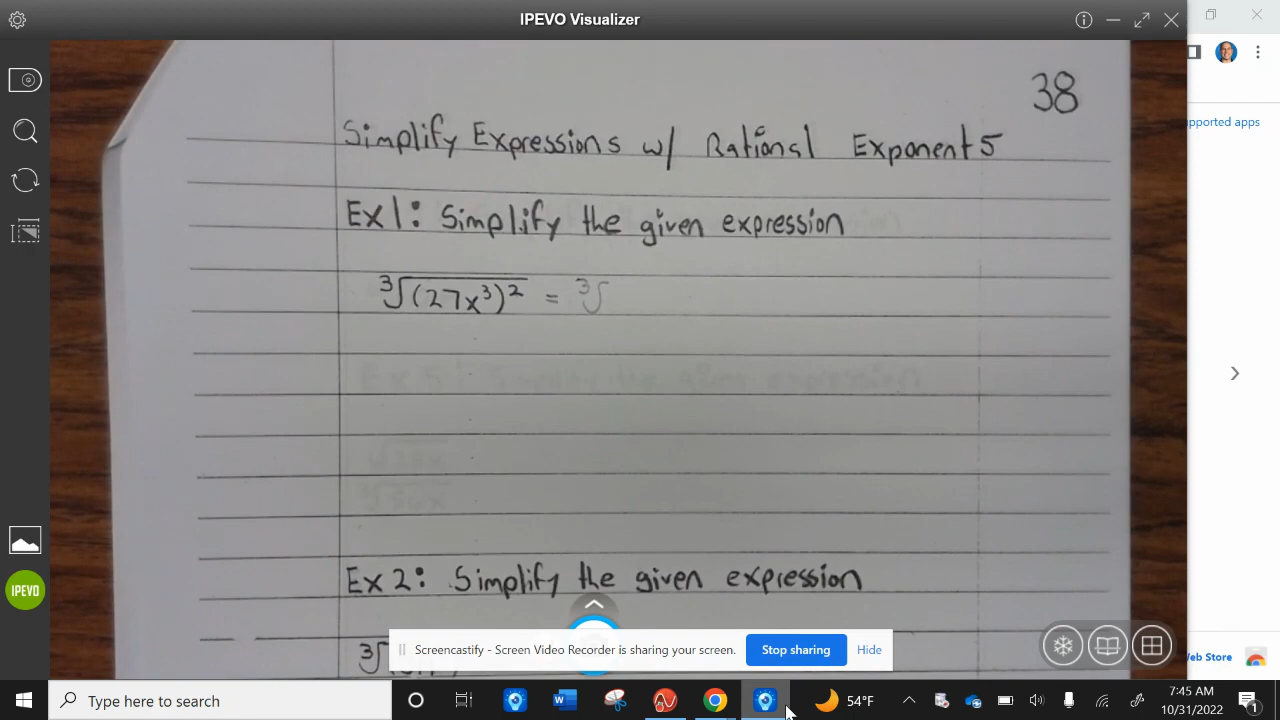 IPEVO Visualizer
38
Simplify Expressions w/ Rational Exponents
Ex1: Simplify the given expression
∛(27x³)² = ∛
Ex 2: Simplify the given expression
Screencastify - Screen Video Recorder is sharing your screen.
Stop sharing
Hide
upported apps
eb Store
IPEVO
Type here to search
54°F
7:45 AM
10/31/2022
1